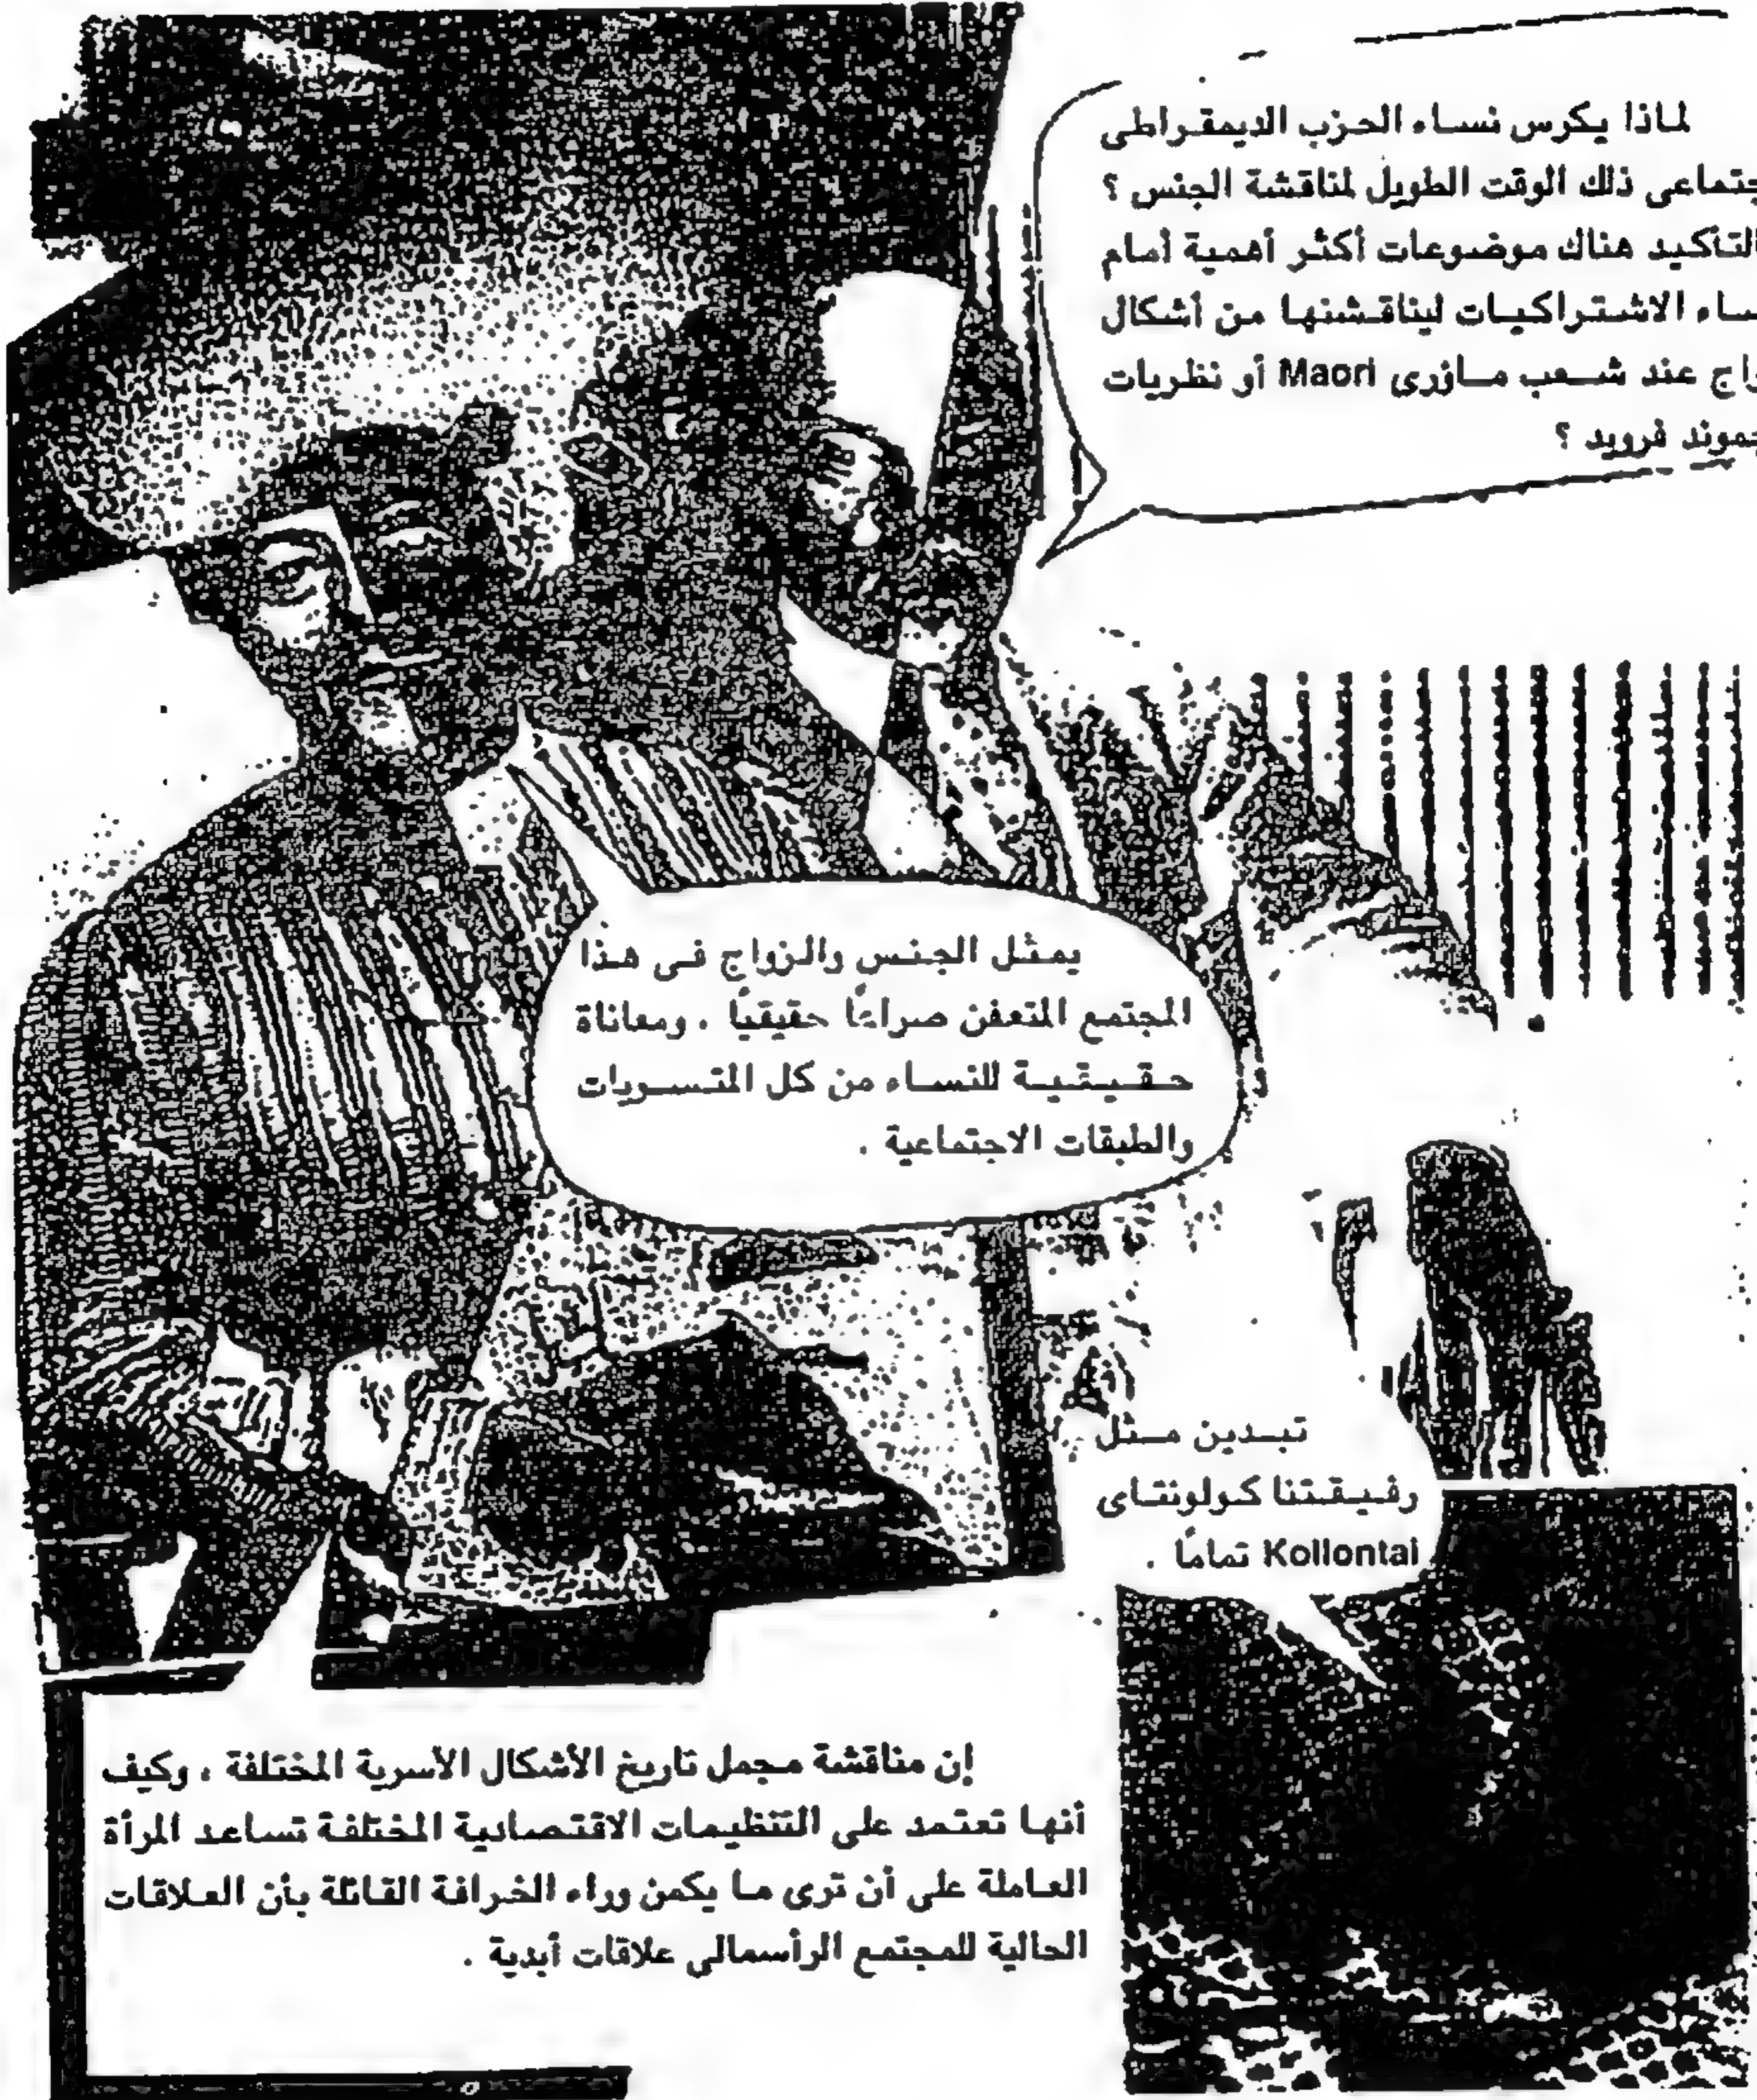 لماذا يكرس نساء الحزب الديمقراطى
جتماعى ذلك الوقت الطويل لمناقشة الجنس ؟
التأكيد هناك موضوعات أكثر أهمية أمام
ساء الاشتراكيات ليناقشنها من أشكال
واج عند شعب ماؤرى Maori أو نظريات
جموند فرويد ؟
يمثل الجنس والزواج فى هذا
المجتمع المتعفن صراعًا حقيقيًا ، ومعاناة
حقيقية للنساء من كل المتسويات
والطبقات الاجتماعية .
تبدين مثل
رفيقتنا كولونتاى
Kollontai تمامًا .
إن مناقشة مجمل تاريخ الأشكال الأسرية المختلفة ، وكيف
أنها تعتمد على التنظيمات الاقتصادية المختلفة تساعد المرأة
العاملة على أن ترى ما يكمن وراء الخرافة القائلة بأن العلاقات
الحالية للمجتمع الرأسمالى علاقات أبدية .